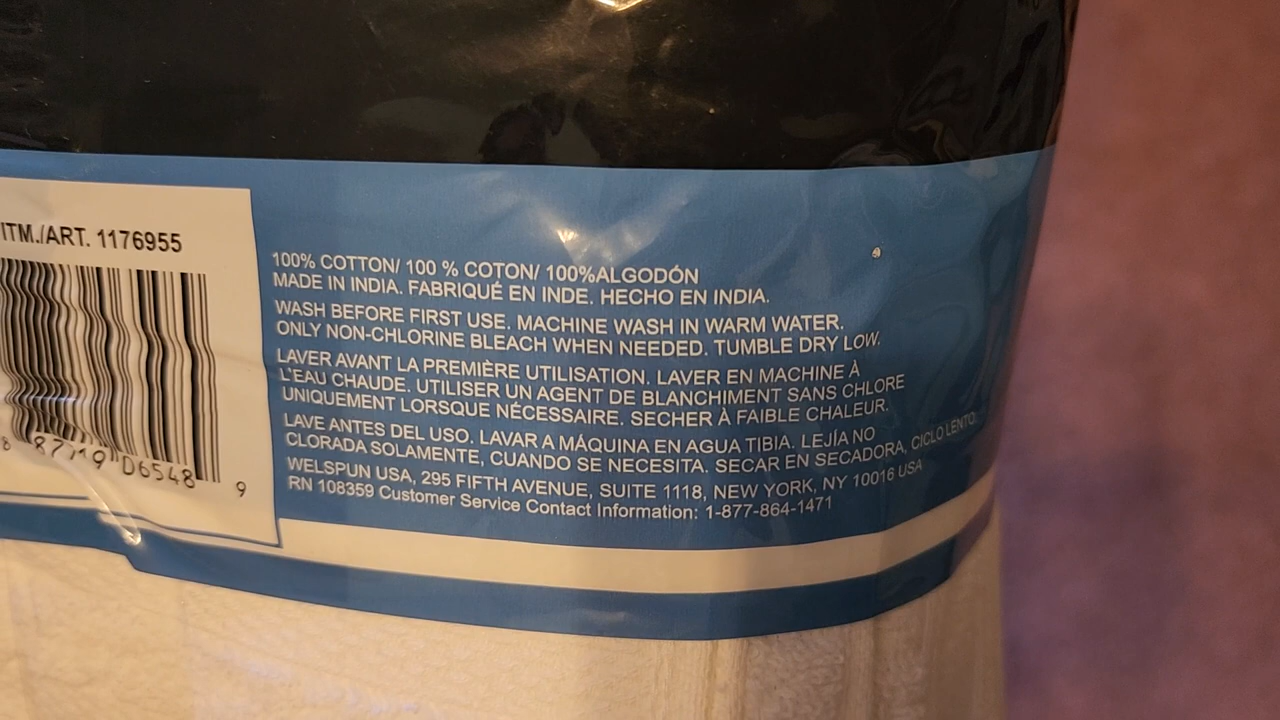 ITM./ART. 1176955
100% COTTON/ 100 % COTON/ 100%ALGODÓN
MADE IN INDIA. FABRIQUÉ EN INDE. HECHO EN INDIA.
WASH BEFORE FIRST USE. MACHINE WASH IN WARM WATER.
ONLY NON-CHLORINE BLEACH WHEN NEEDED. TUMBLE DRY LOW.
LAVER AVANT LA PREMIÈRE UTILISATION. LAVER EN MACHINE À
L'EAU CHAUDE. UTILISER UN AGENT DE BLANCHIMENT SANS CHLORE
UNIQUEMENT LORSQUE NÉCESSAIRE. SECHER À FAIBLE CHALEUR.
LAVE ANTES DEL USO. LAVAR A MÁQUINA EN AGUA TIBIA. LEJÍA NO
CLORADA SOLAMENTE, CUANDO SE NECESITA. SECAR EN SECADORA, CICLO LENTO.
WELSPUN USA, 295 FIFTH AVENUE, SUITE 1118, NEW YORK, NY 10016 USA
RN 108359 Customer Service Contact Information: 1-877-864-1471
8 9